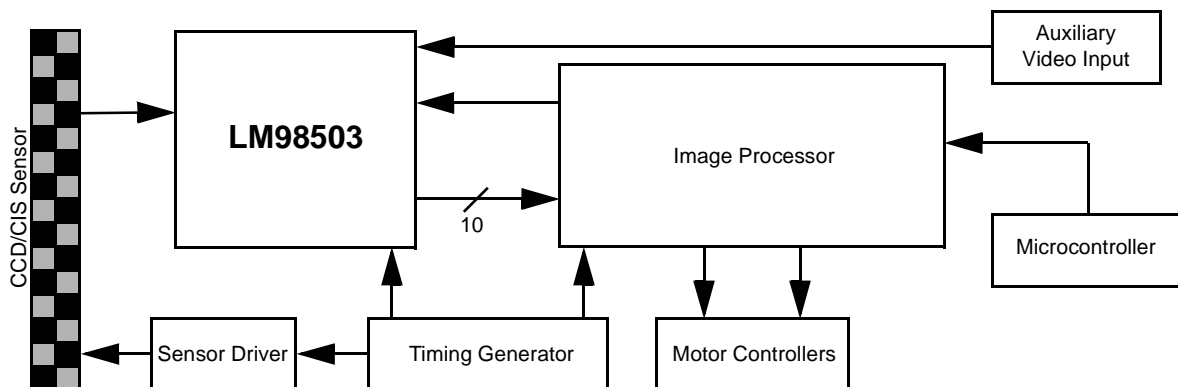 Auxiliary
Video Input
LM98503
Image Processor
CCD/CIS Sensor
10
Microcontroller
Sensor Driver
Timing Generator
Motor Controllers